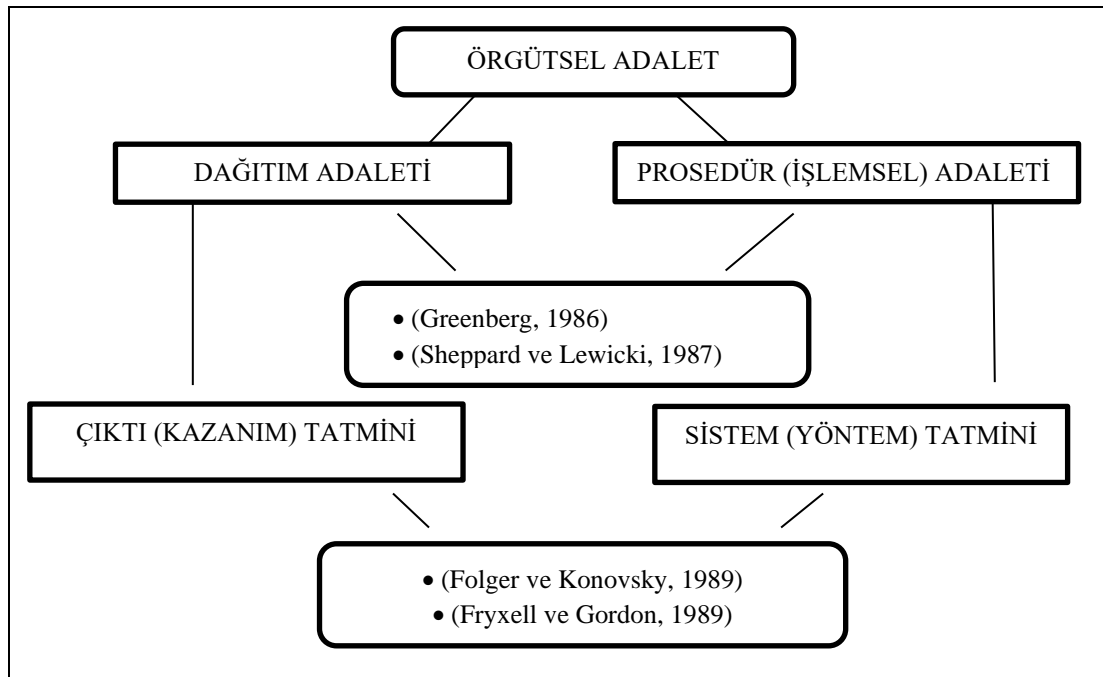 ÖRGÜTSEL ADALET
DAĞITIM ADALETİ
PROSEDÜR (İŞLEMSEL) ADALETİ
• (Greenberg, 1986)
• (Sheppard ve Lewicki, 1987)
ÇIKTI (KAZANIM) TATMİNİ
SİSTEM (YÖNTEM) TATMİNİ
• (Folger ve Konovsky, 1989)
• (Fryxell ve Gordon, 1989)